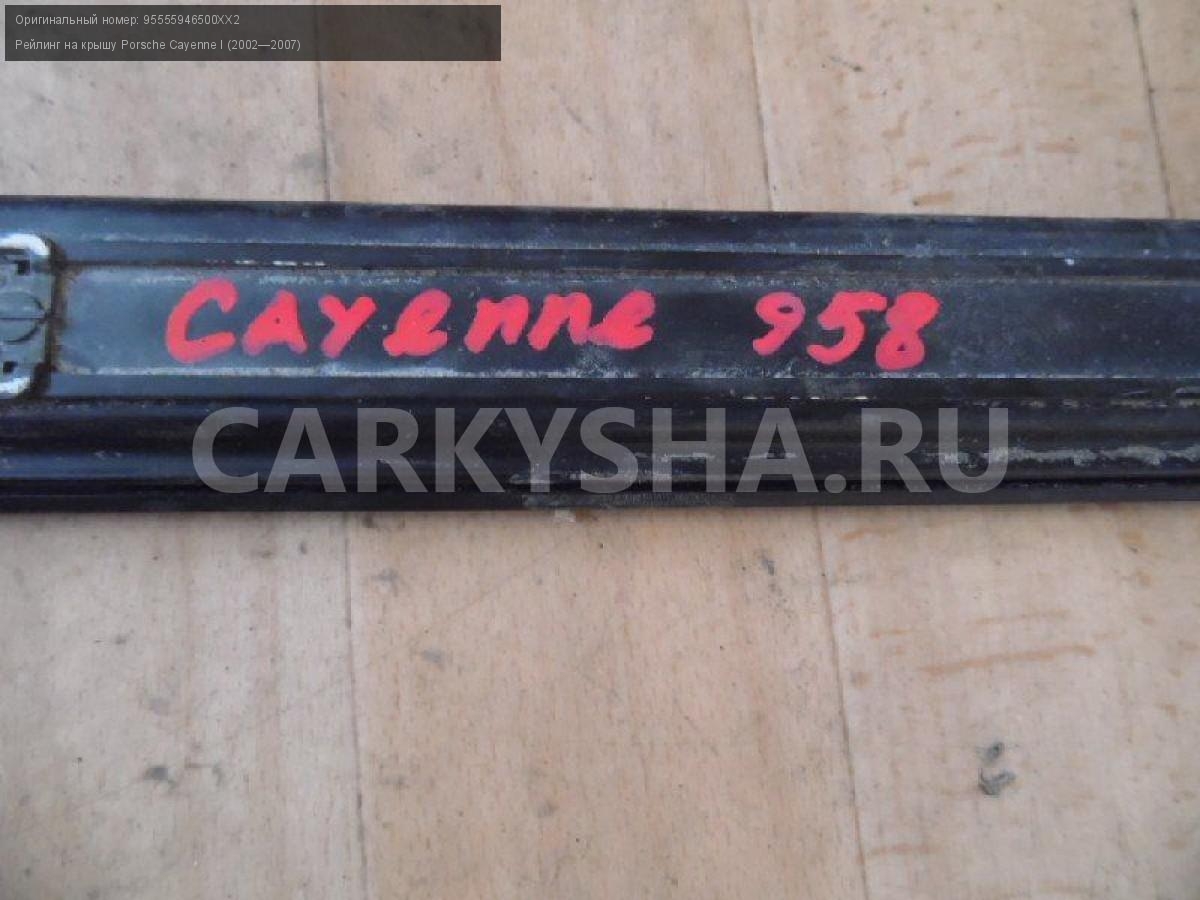 Оригинальный номер: 95555946500XX2
Рейлинг на крышу Porsche Cayenne I (2002—2007)
Cayenne 958
CARKYSHA.RU